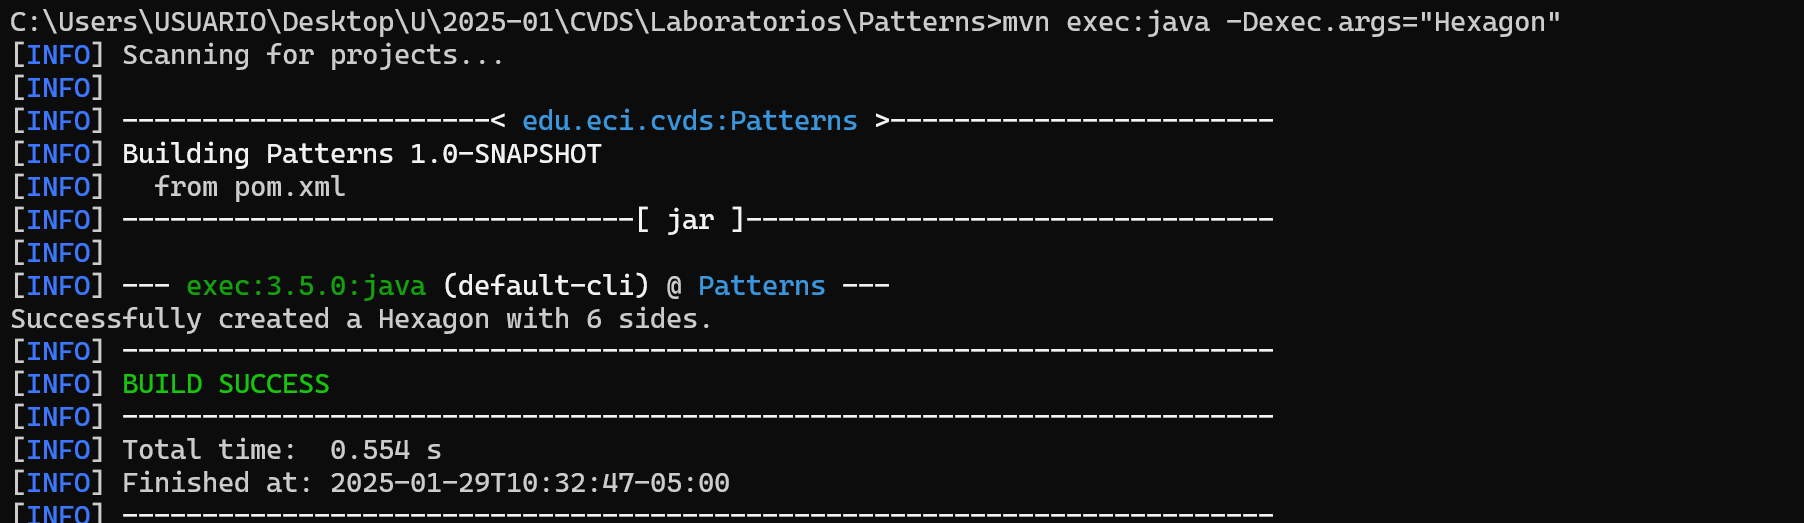 C:\Users\USUARIO\Desktop\U\2025-01\CVDS\Laboratorios\Patterns>mvn exec:java -Dexec.args="Hexagon"
[INFO] Scanning for projects...
[INFO]
[INFO] -----------------------< edu.eci.cvds:Patterns >------------------------
[INFO] Building Patterns 1.0-SNAPSHOT
[INFO]   from pom.xml
[INFO] --------------------------------[ jar ]---------------------------------
[INFO]
[INFO] --- exec:3.5.0:java (default-cli) @ Patterns ---
Successfully created a Hexagon with 6 sides.
[INFO] ------------------------------------------------------------------------
[INFO] BUILD SUCCESS
[INFO] ------------------------------------------------------------------------
[INFO] Total time:  0.554 s
[INFO] Finished at: 2025-01-29T10:32:47-05:00
[INFO] ------------------------------------------------------------------------